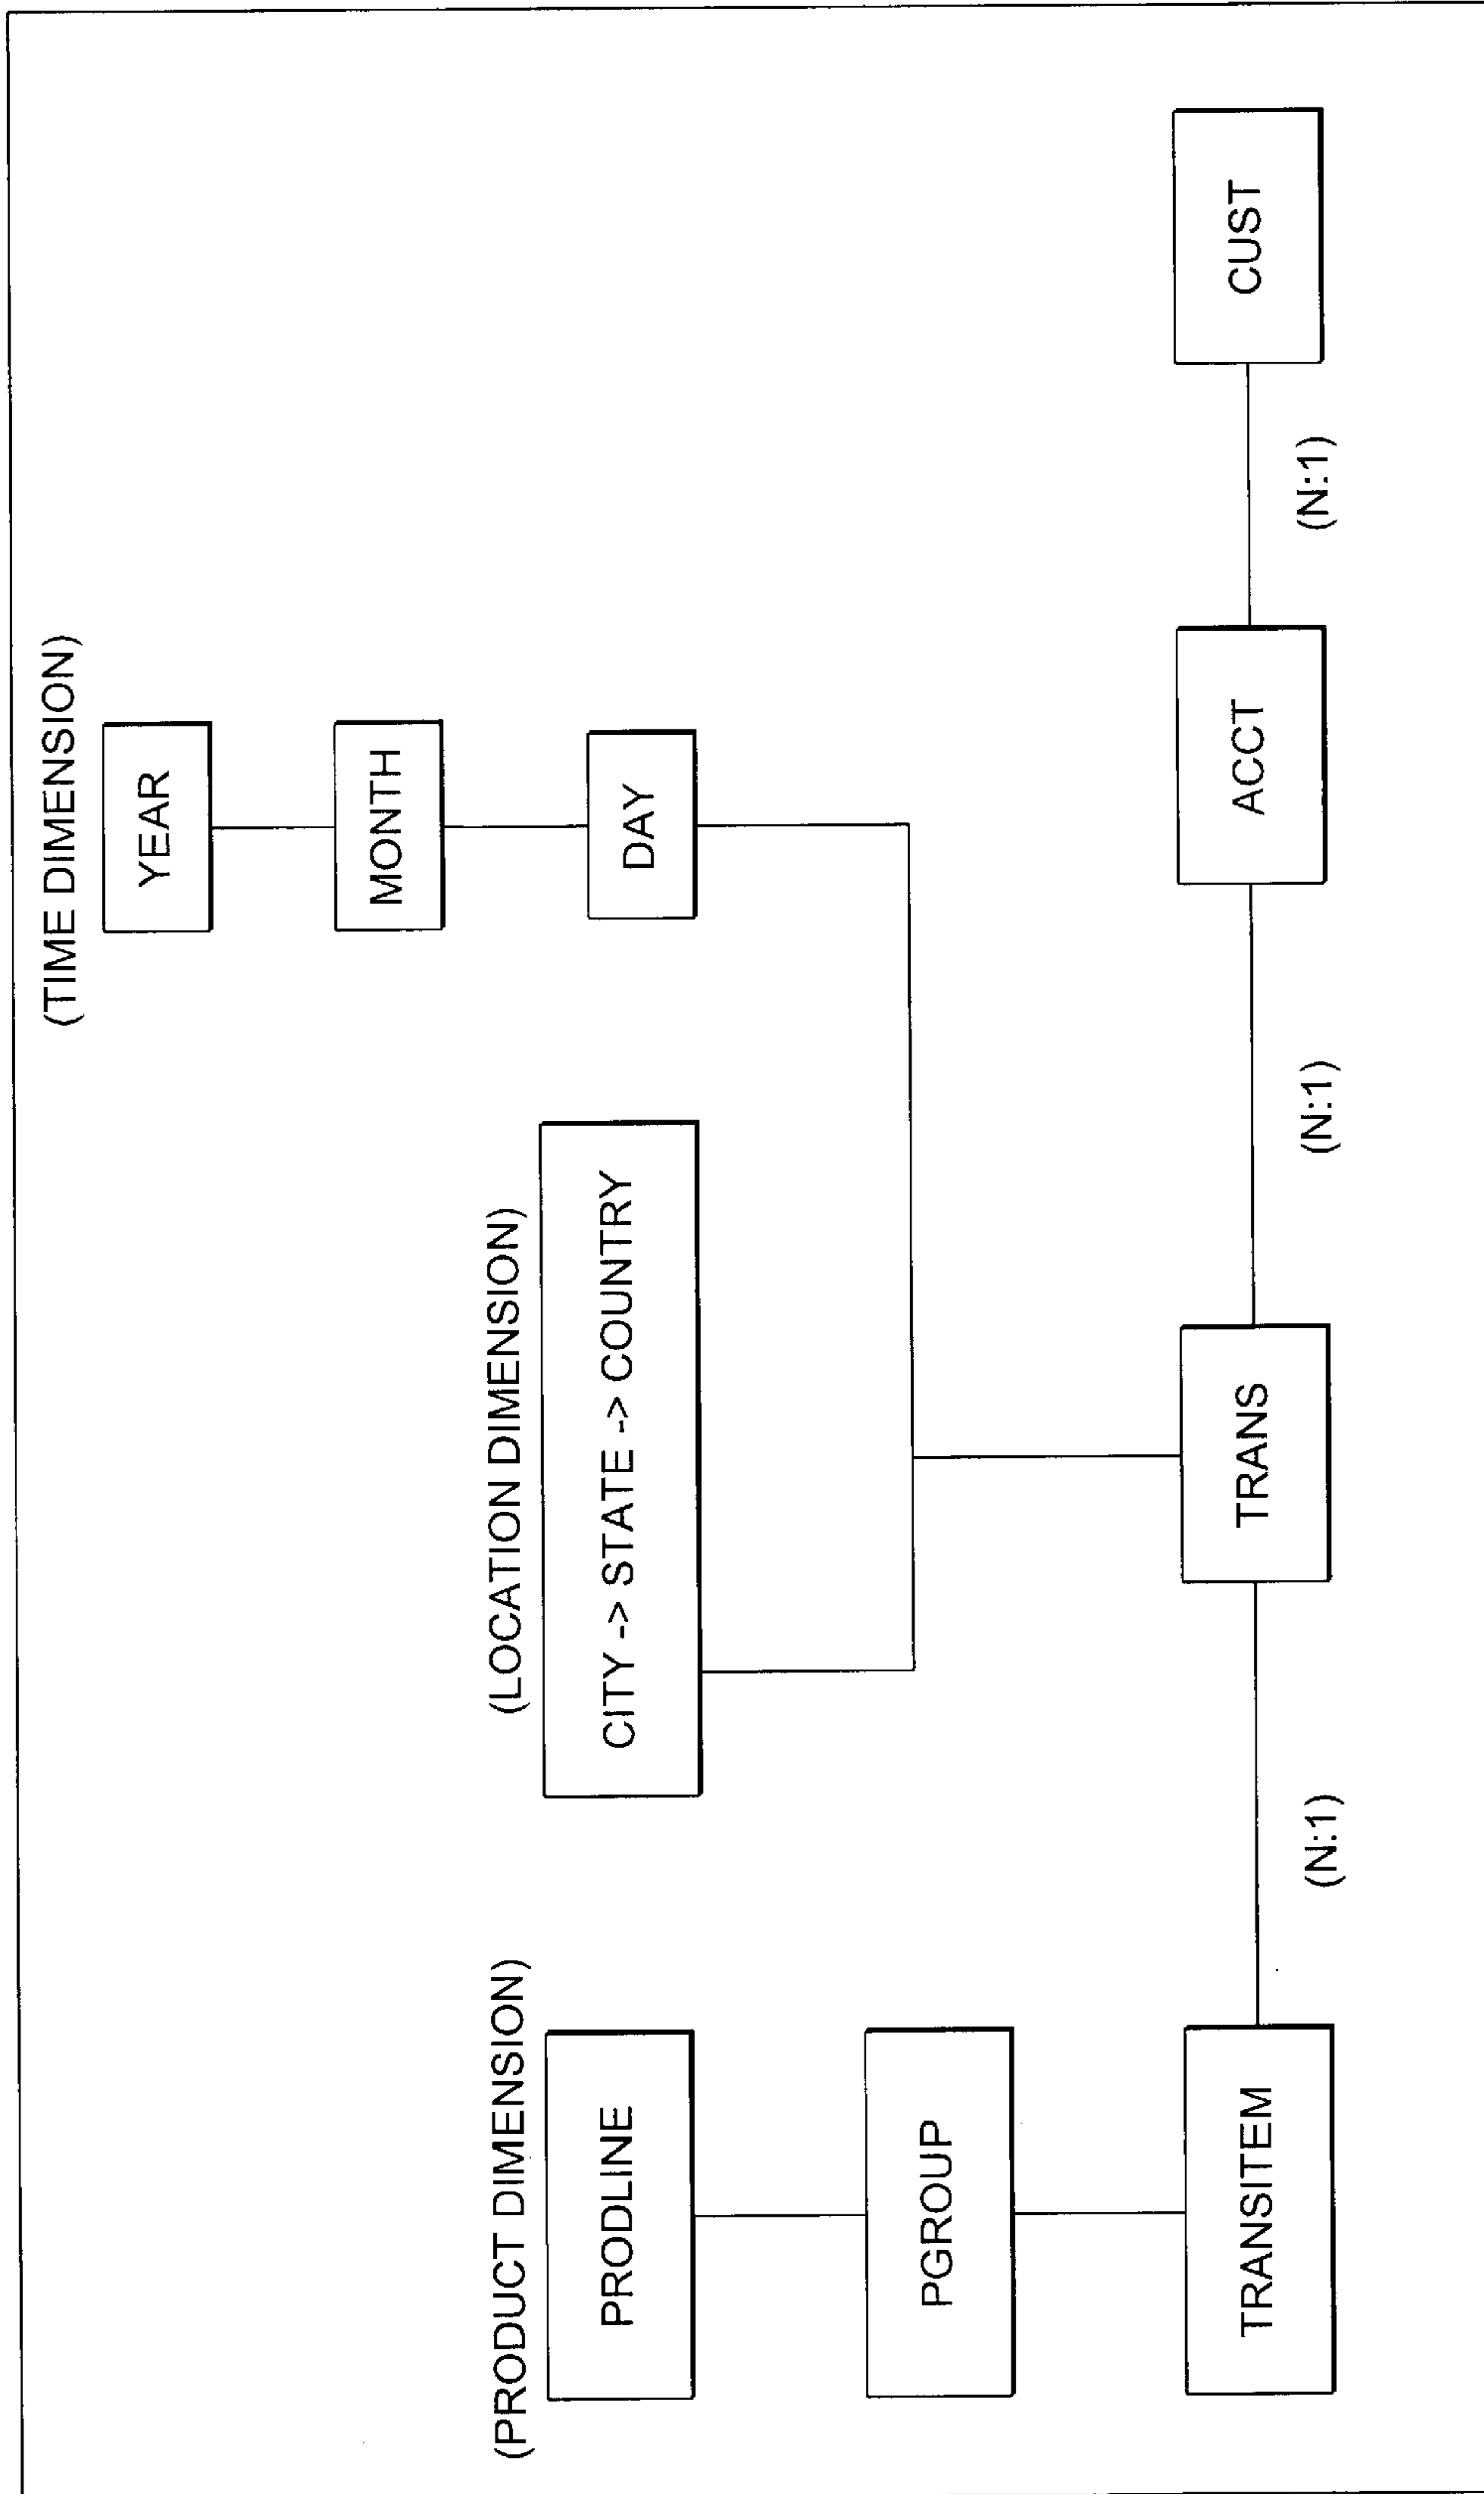 (TIME DIMENSION)
YEAR
MONTH
(LOCATION DIMENSION)
(PRODUCT DIMENSION)
PRODLINE
CITY -> STATE -> COUNTRY
DAY
PGROUP
TRANSITEM
TRANS
ACCT
CUST
(N:1)
(N:1)
(N:1)